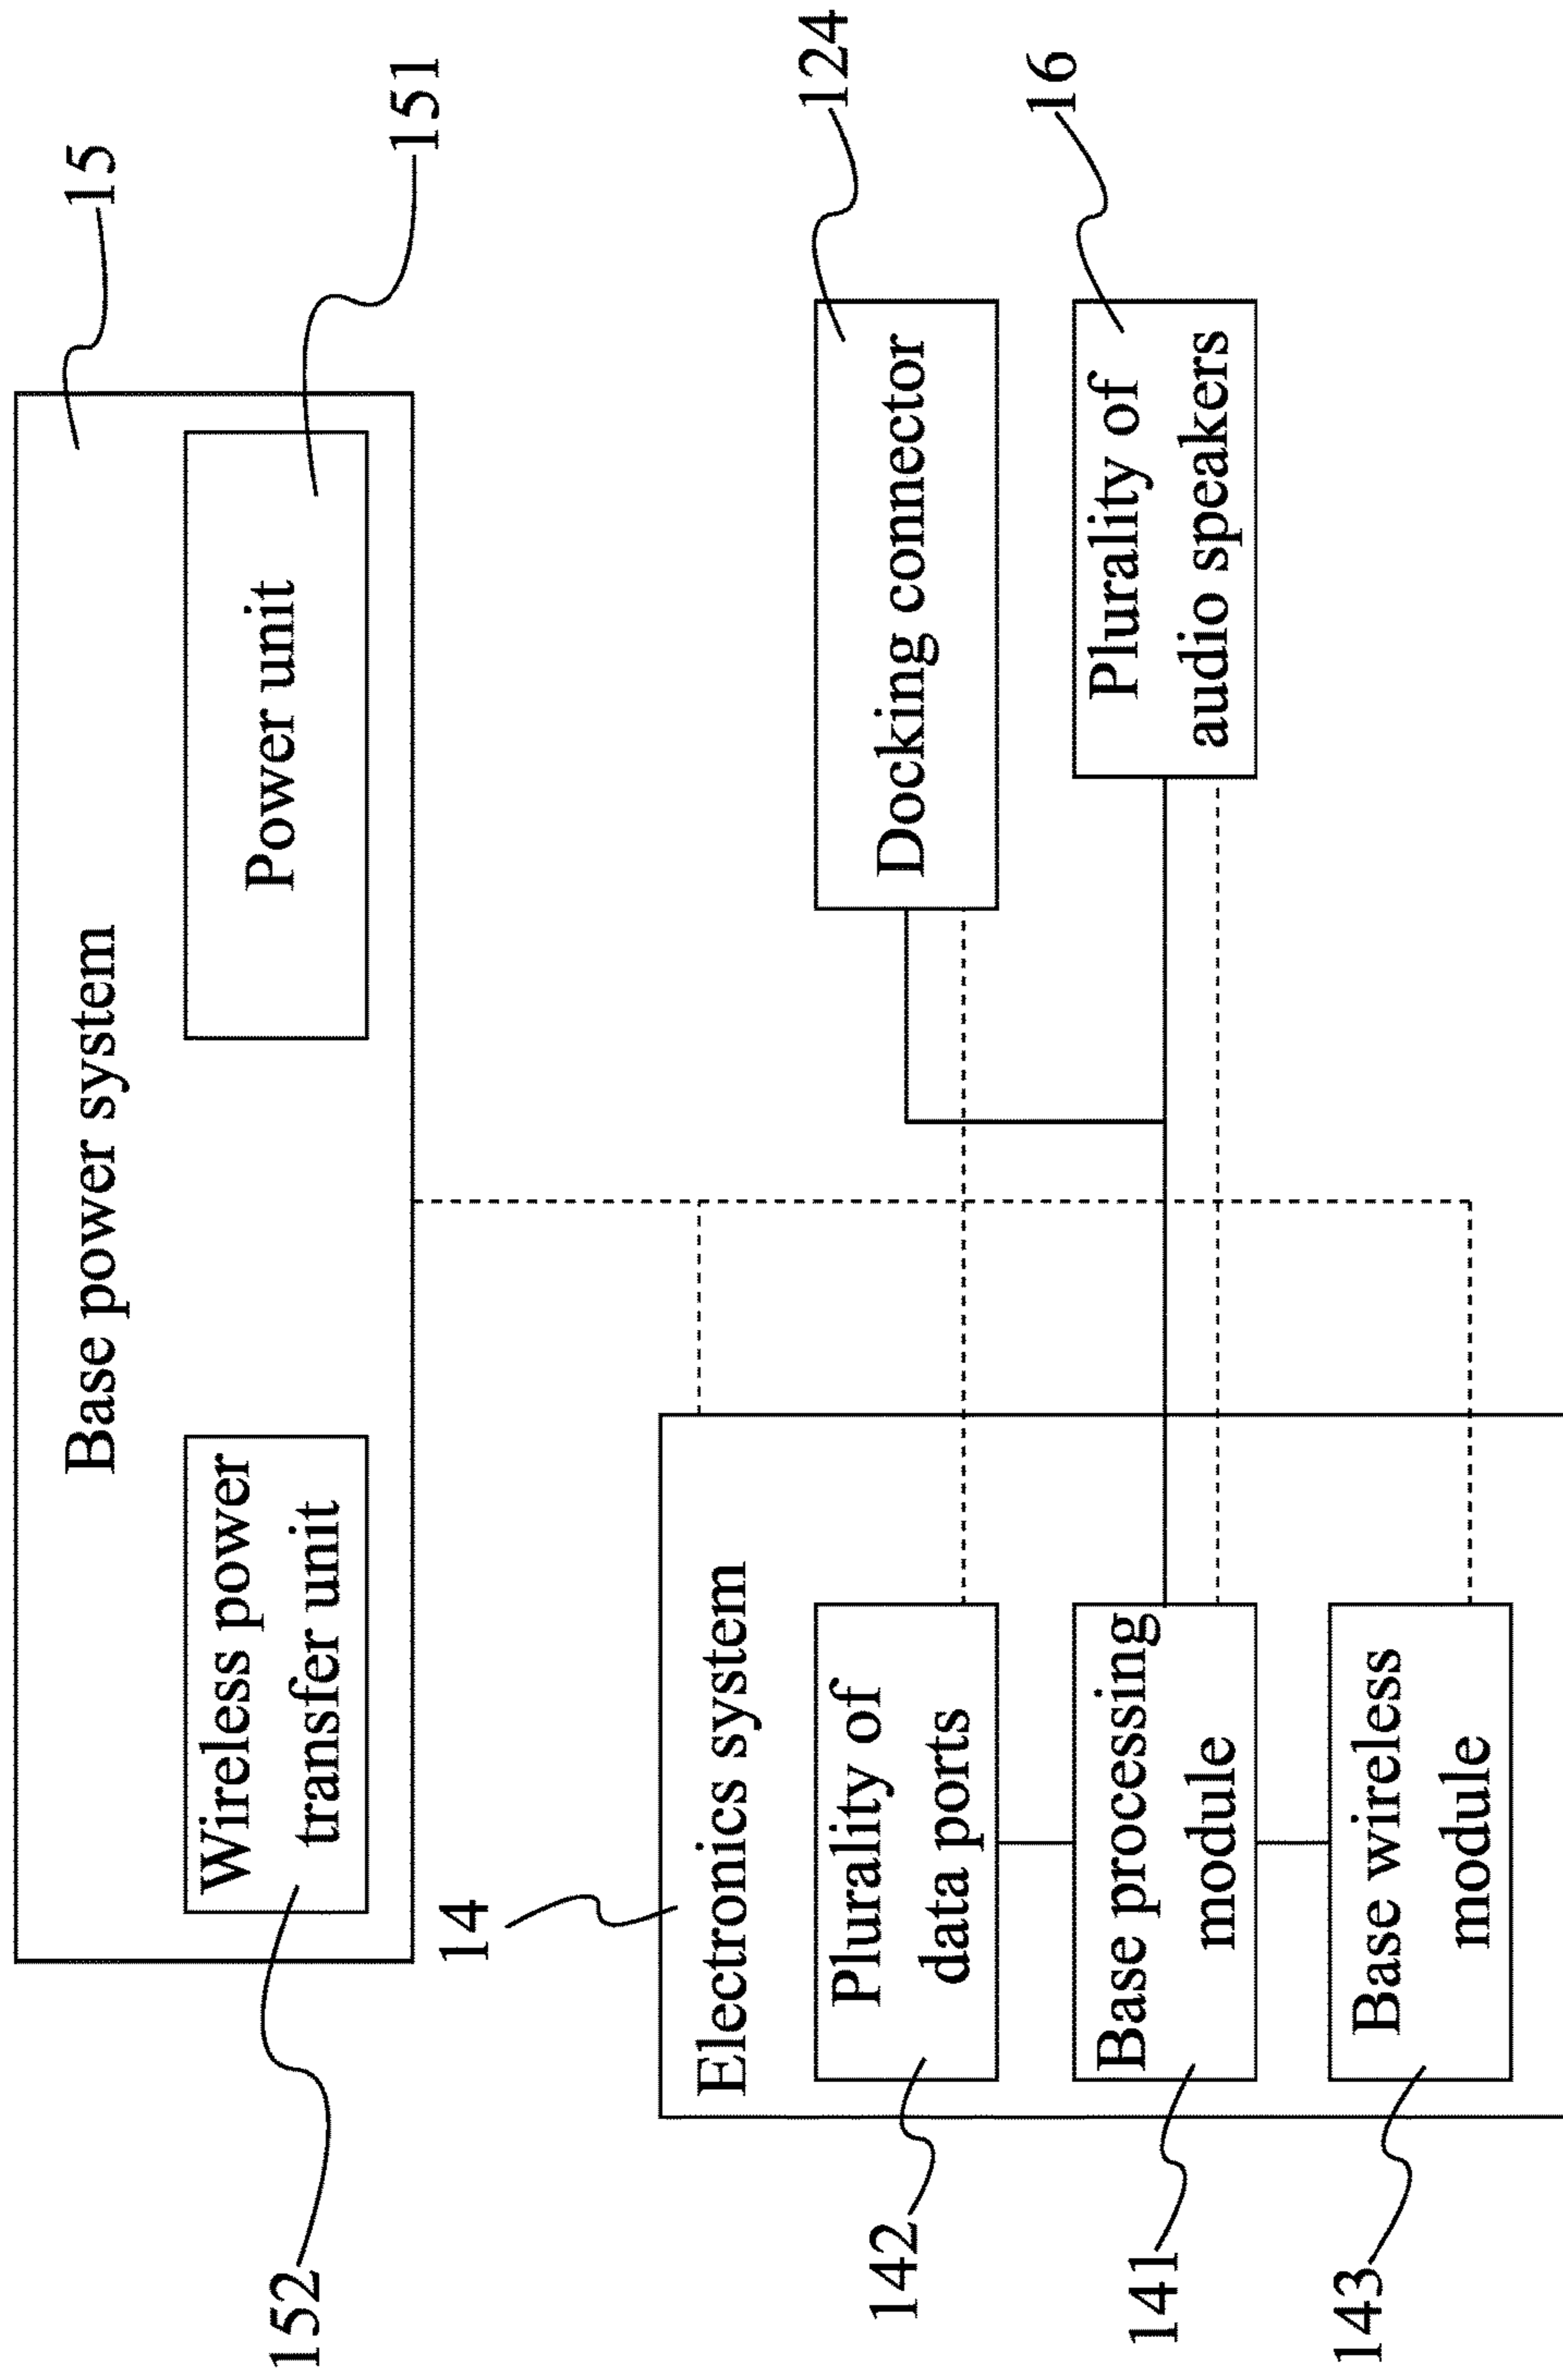 15
Base power system
152
Wireless power
transfer unit
Power unit
151
14
Electronics system
142
Plurality of
data ports
141
Base processing
module
143
Base wireless
module
Docking connector
124
Plurality of
audio speakers
16